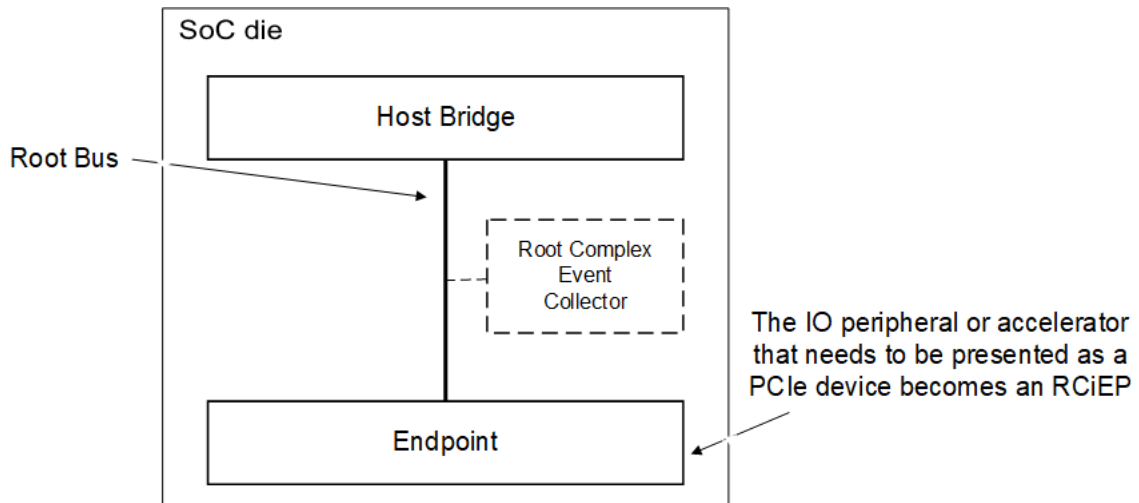 SoC die
Host Bridge
Root Bus
Root Complex
Event
Collector
The IO peripheral or accelerator
that needs to be presented as a
PCIe device becomes an RCiEP
Endpoint